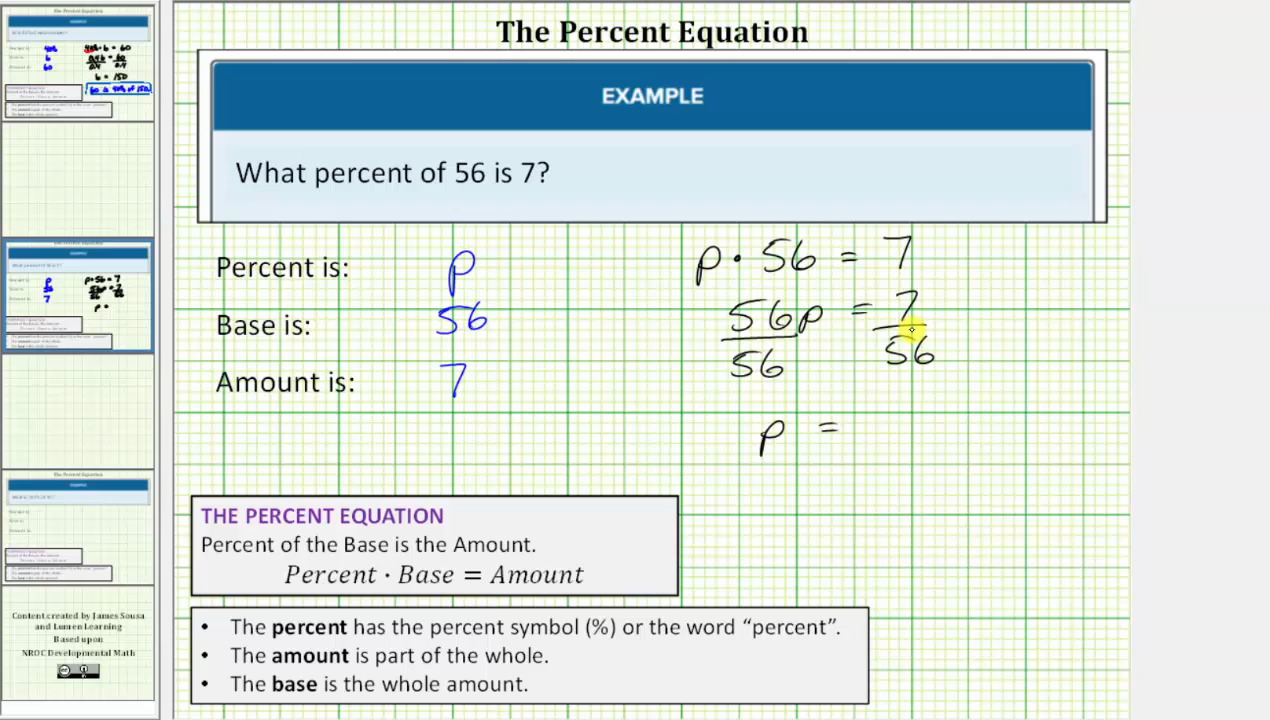 The Percent Equation
EXAMPLE
What percent of 56 is 7?
Percent is: p
Base is: 56
Amount is: 7
p · 56 = 7
56p = 7
56 56
p =
THE PERCENT EQUATION
Percent of the Base is the Amount.
Percent · Base = Amount
• The percent has the percent symbol (%) or the word “percent”.
• The amount is part of the whole.
• The base is the whole amount.
Content created by James Sousa
and Lumen Learning
Based upon
NROC Developmental Math